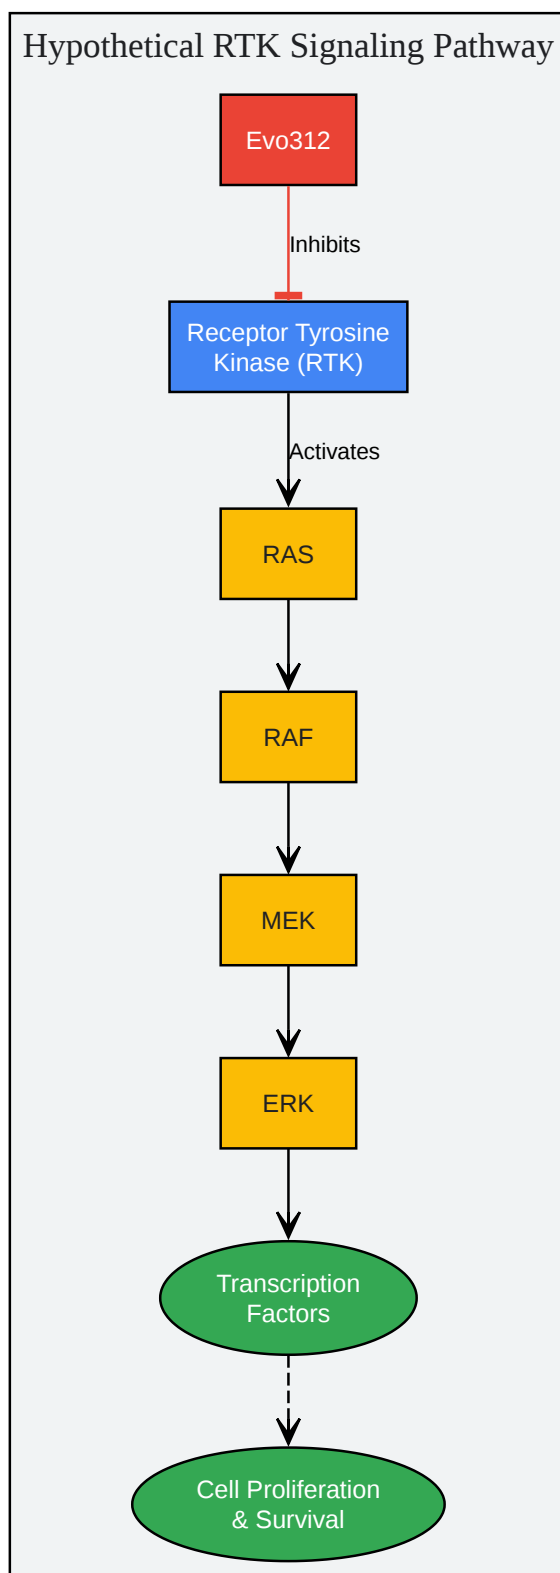 Hypothetical RTK Signaling Pathway
Evo312
Inhibits
Receptor Tyrosine
Kinase (RTK)
Activates
RAS
RAF
MEK
ERK
Transcription
Factors
Cell Proliferation
& Survival